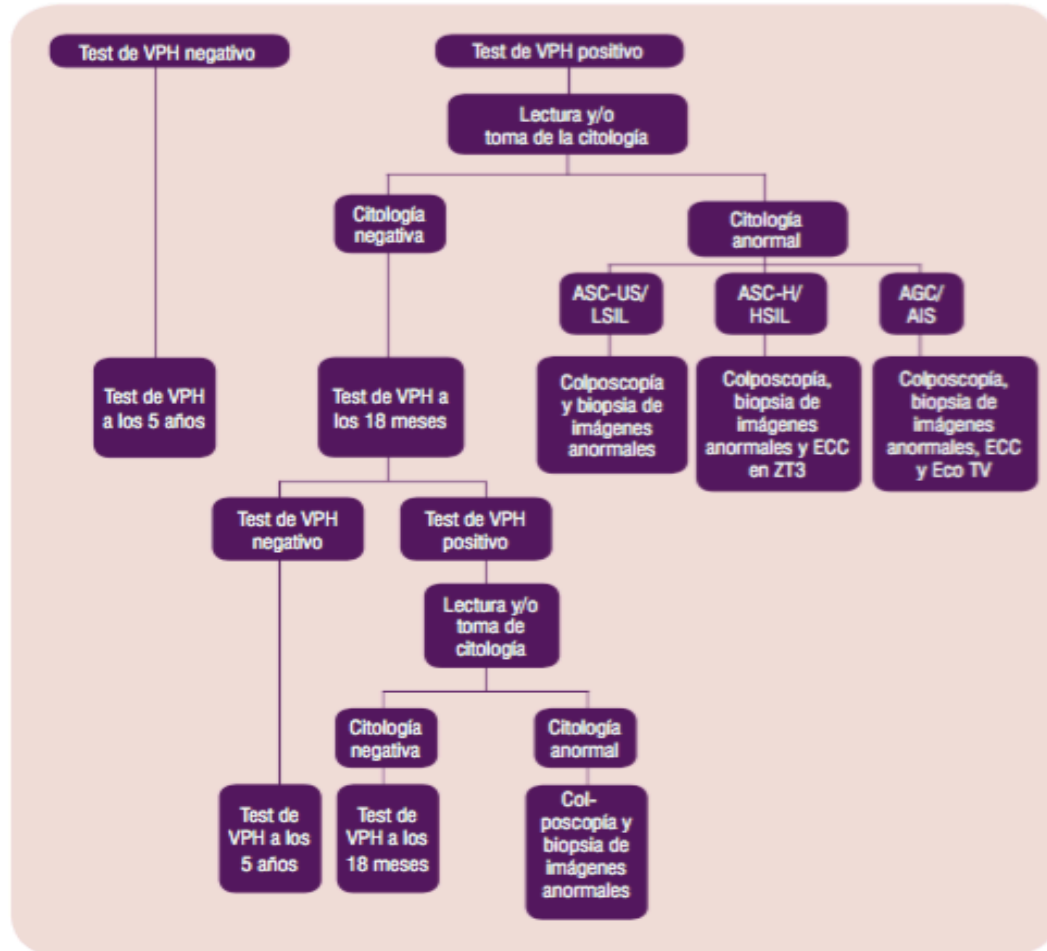 Test de VPH negativo
Test de VPH positivo
Lectura y/o
toma de la citología
Citología
negativa
Citología
anormal
ASC-US/
LSIL
ASC-H/
HSIL
AGC/
AIS
Test de VPH
a los 5 años
Test de VPH a
los 18 meses
Colposcopía
y biopsia de
imágenes
anormales
Colposcopía,
biopsia de
imágenes
anormales y ECC
en ZT3
Colposcopía,
biopsia de
imágenes
anormales, ECC
y Eco TV
Test de VPH
negativo
Test de VPH
positivo
Lectura y/o
toma de
citología
Citología
negativa
Citología
anormal
Test de
VPH a los
5 años
Test de
VPH a los
18 meses
Col-
poscopía y
biopsia de
imágenes
anormales